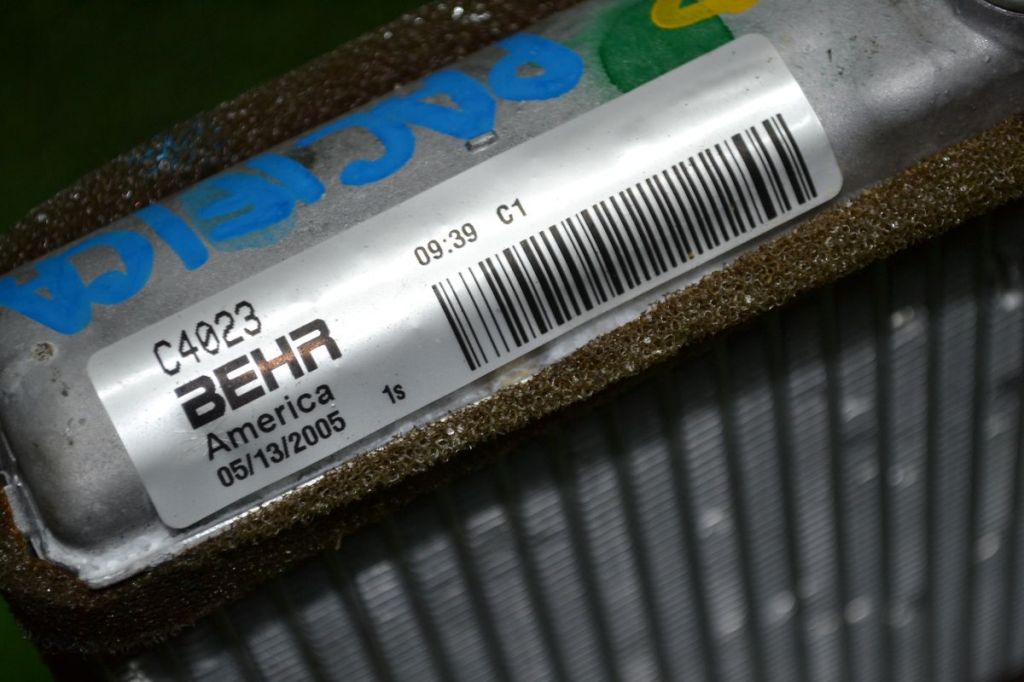 PACIFICA
C4023
BEHR
America
05/13/2005
1s
09:39 C1